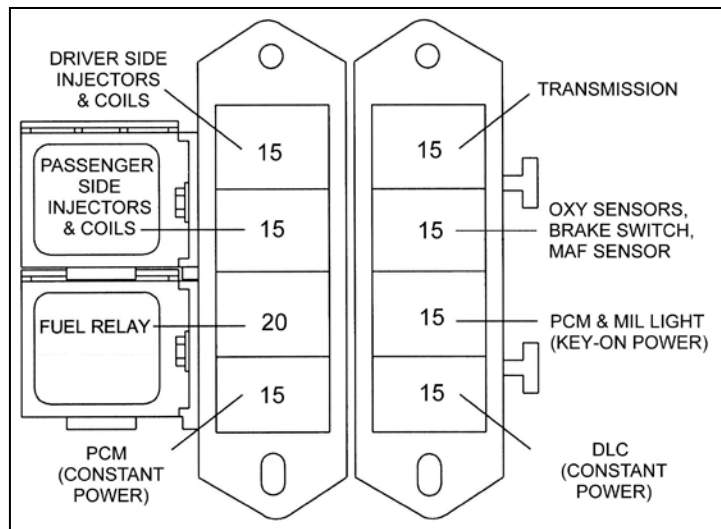 DRIVER SIDE
INJECTORS
& COILS
PASSENGER
SIDE
INJECTORS
& COILS
FUEL RELAY
PCM
(CONSTANT
POWER)
15
15
20
15
15
15
15
15
TRANSMISSION
OXY SENSORS,
BRAKE SWITCH,
MAF SENSOR
PCM & MIL LIGHT
(KEY-ON POWER)
DLC
(CONSTANT
POWER)